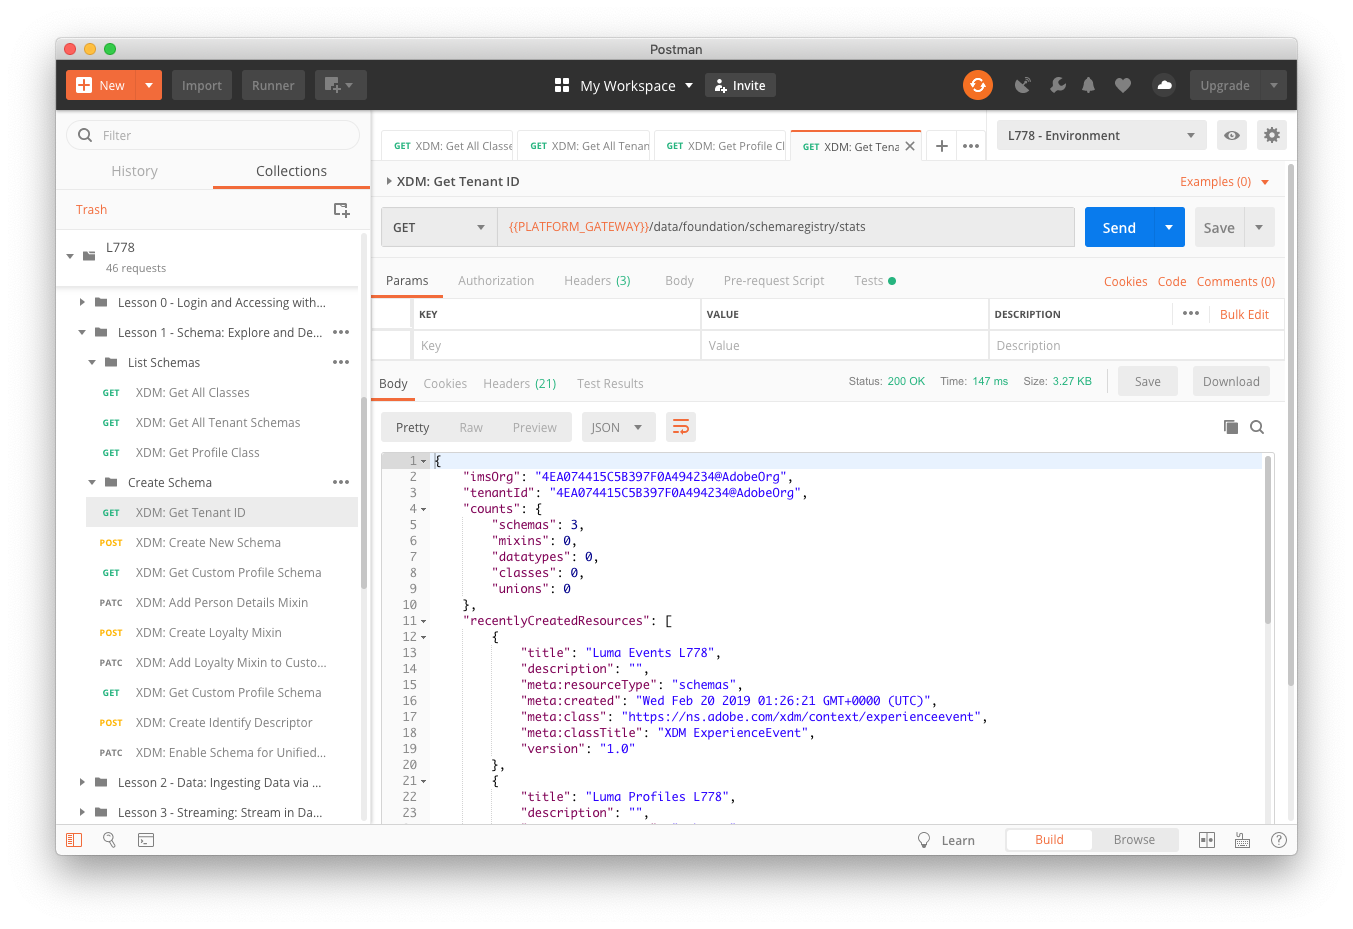 Postman
New
Import
Runner
My Workspace
Invite
Upgrade
Filter
History
Collections
Trash
L778
46 requests
Lesson 0 - Login and Accessing with...
Lesson 1 - Schema: Explore and De...
List Schemas
GET XDM: Get All Classes
GET XDM: Get All Tenant Schemas
GET XDM: Get Profile Class
Create Schema
GET XDM: Get Tenant ID
POST XDM: Create New Schema
GET XDM: Get Custom Profile Schema
PATC XDM: Add Person Details Mixin
POST XDM: Create Loyalty Mixin
PATC XDM: Add Loyalty Mixin to Custo...
GET XDM: Get Custom Profile Schema
POST XDM: Create Identify Descriptor
PATC XDM: Enable Schema for Unified...
Lesson 2 - Data: Ingesting Data via ...
Lesson 3 - Streaming: Stream in Da...
GET XDM: Get All Classe
GET XDM: Get All Tenan
GET XDM: Get Profile Cl
GET XDM: Get Tena
L778 - Environment
XDM: Get Tenant ID
Examples (0)
GET
{{PLATFORM_GATEWAY}}/data/foundation/schemaregistry/stats
Send
Save
Params
Authorization
Headers (3)
Body
Pre-request Script
Tests
Cookies
Code
Comments (0)
KEY
VALUE
DESCRIPTION
Bulk Edit
Key
Value
Description
Body
Cookies
Headers (21)
Test Results
Status: 200 OK
Time: 147 ms
Size: 3.27 KB
Save
Download
Pretty
Raw
Preview
JSON
1 {
2 "imsOrg": "4EA074415C5B397F0A494234@AdobeOrg",
3 "tenantId": "4EA074415C5B397F0A494234@AdobeOrg",
4 "counts": {
5 "schemas": 3,
6 "mixins": 0,
7 "datatypes": 0,
8 "classes": 0,
9 "unions": 0
10 },
11 "recentlyCreatedResources": [
12 {
13 "title": "Luma Events L778",
14 "description": "",
15 "meta:resourceType": "schemas",
16 "meta:created": "Wed Feb 20 2019 01:26:21 GMT+0000 (UTC)",
17 "meta:class": "https://ns.adobe.com/xdm/context/experienceevent",
18 "meta:classTitle": "XDM ExperienceEvent",
19 "version": "1.0"
20 },
21 {
22 "title": "Luma Profiles L778",
23 "description": "",
Learn
Build
Browse